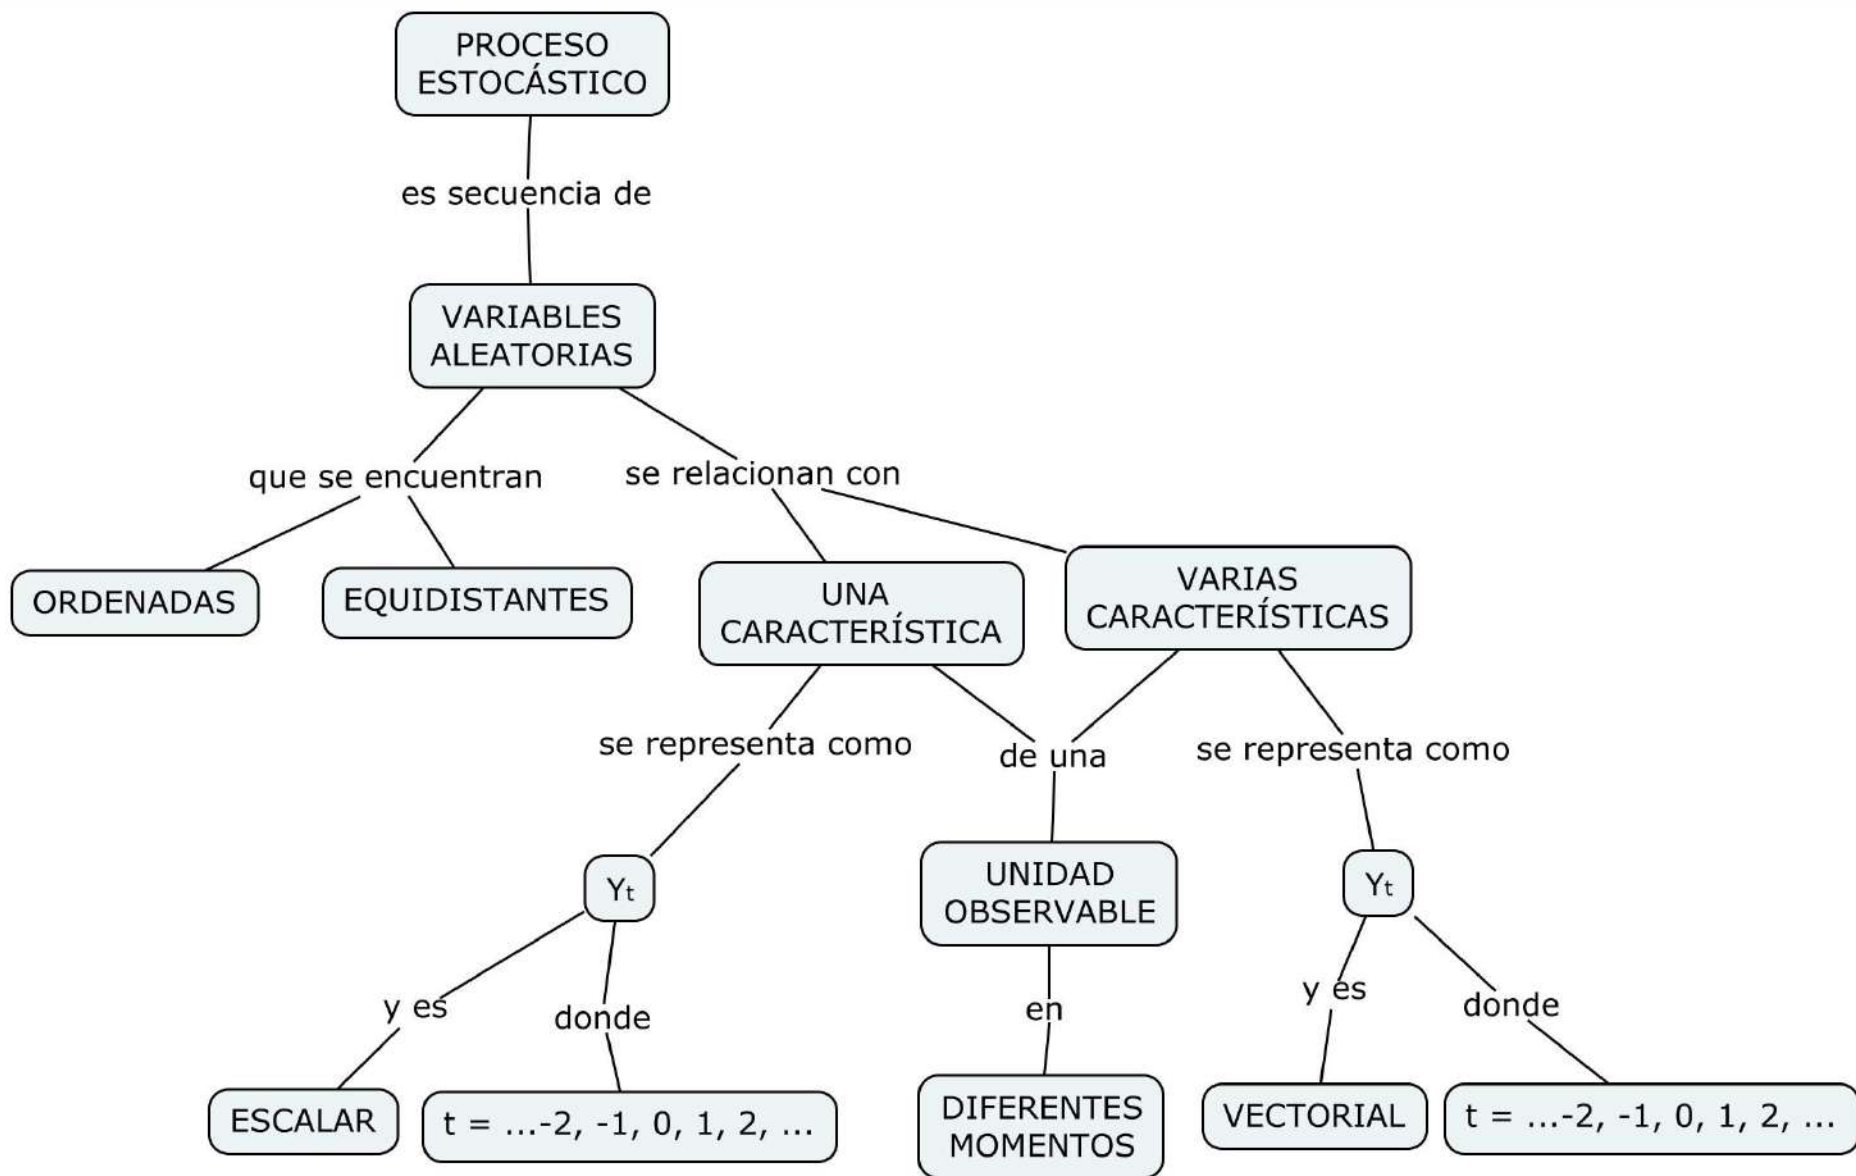 PROCESO
ESTOCÁSTICO
es secuencia de
VARIABLES
ALEATORIAS
que se encuentran
se relacionan con
ORDENADAS
EQUIDISTANTES
UNA
CARACTERÍSTICA
VARIAS
CARACTERÍSTICAS
se representa como
de una
se representa como
Yt
UNIDAD
OBSERVABLE
Yt
y es
donde
en
y es
donde
ESCALAR
t = ...-2, -1, 0, 1, 2, ...
DIFERENTES
MOMENTOS
VECTORIAL
t = ...-2, -1, 0, 1, 2, ...